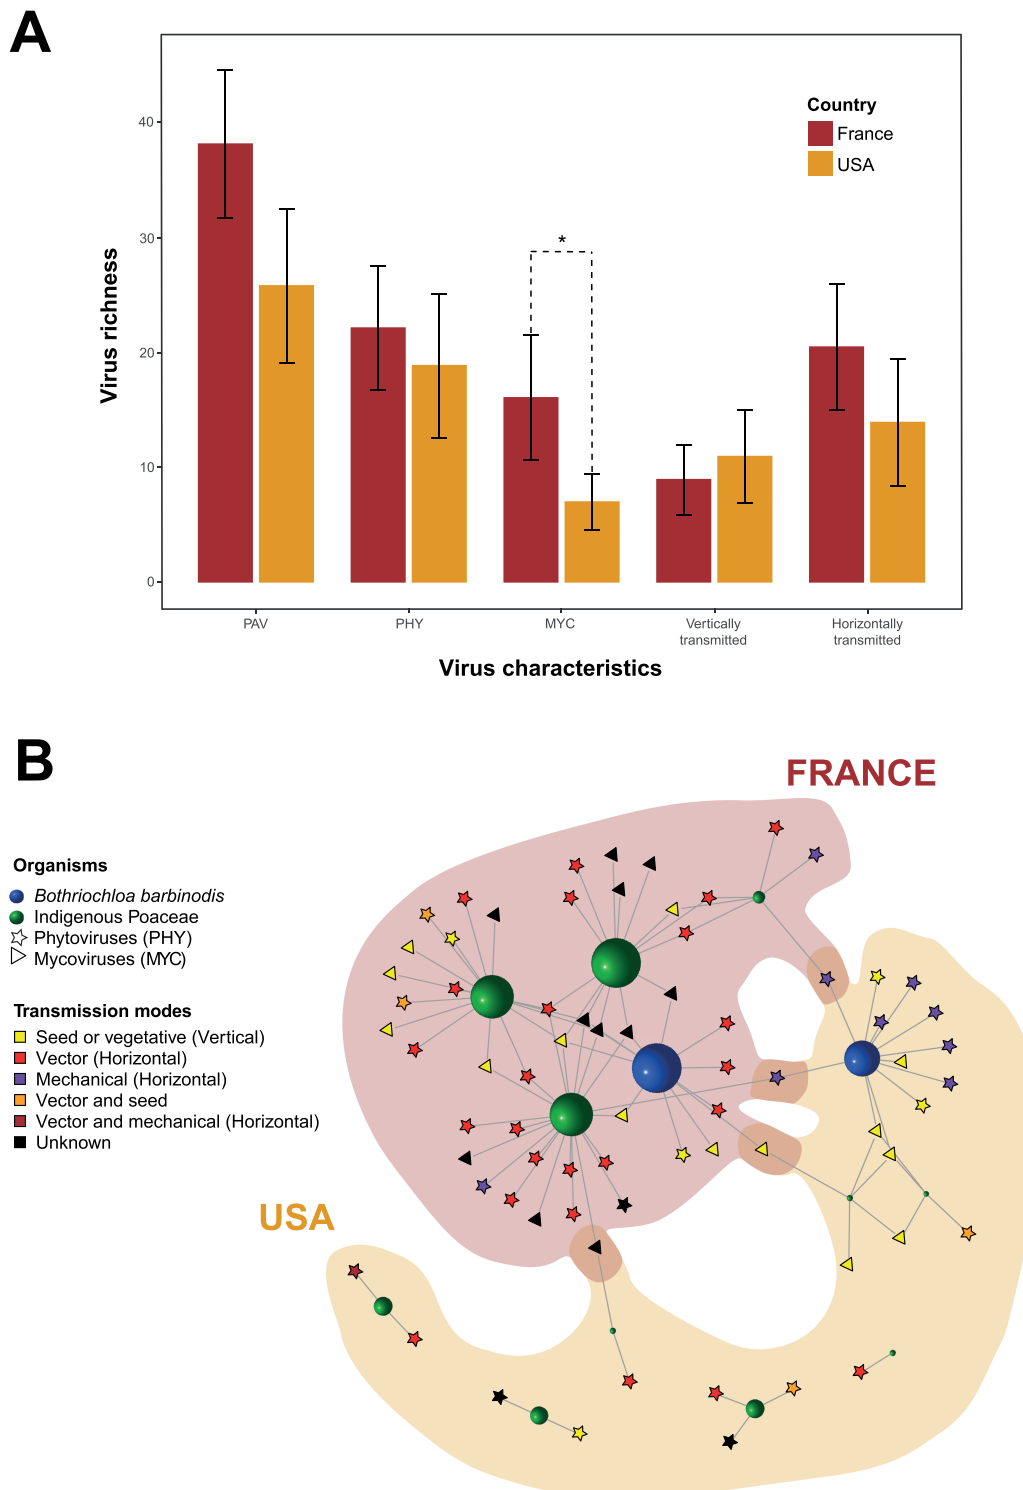 A
Country
France
USA
Virus richness
40
30
20
10
0
*
PAV
PHY
MYC
Vertically
transmitted
Horizontally
transmitted
Virus characteristics
B
FRANCE
Organisms
Bothriochloa barbinodis
Indigenous Poaceae
Phytoviruses (PHY)
Mycoviruses (MYC)
Transmission modes
Seed or vegetative (Vertical)
Vector (Horizontal)
Mechanical (Horizontal)
Vector and seed
Vector and mechanical (Horizontal)
Unknown
USA